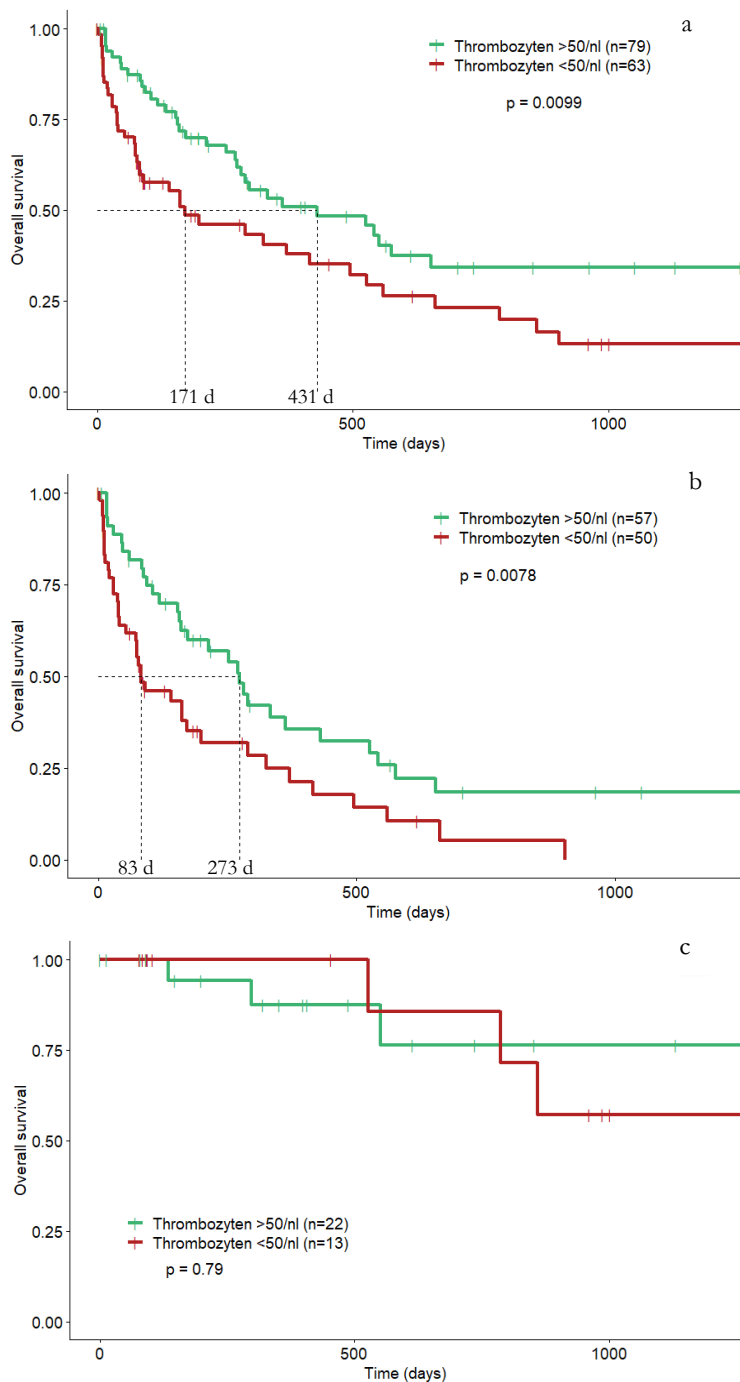 a
Thrombozyten >50/nl (n=79)
Thrombozyten <50/nl (n=63)
p = 0.0099
Overall survival
1.00
0.75
0.50
0.25
0.00
171 d
431 d
0
500
1000
Time (days)
b
Thrombozyten >50/nl (n=57)
Thrombozyten <50/nl (n=50)
p = 0.0078
Overall survival
1.00
0.75
0.50
0.25
0.00
83 d
273 d
0
500
1000
Time (days)
c
Overall survival
1.00
0.75
0.50
0.25
0.00
Thrombozyten >50/nl (n=22)
Thrombozyten <50/nl (n=13)
p = 0.79
0
500
1000
Time (days)